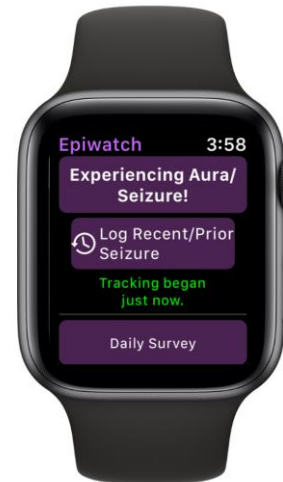 Epiwatch 3:58
Experiencing Aura/
Seizure!
Log Recent/Prior
Seizure
Tracking began
just now.
Daily Survey